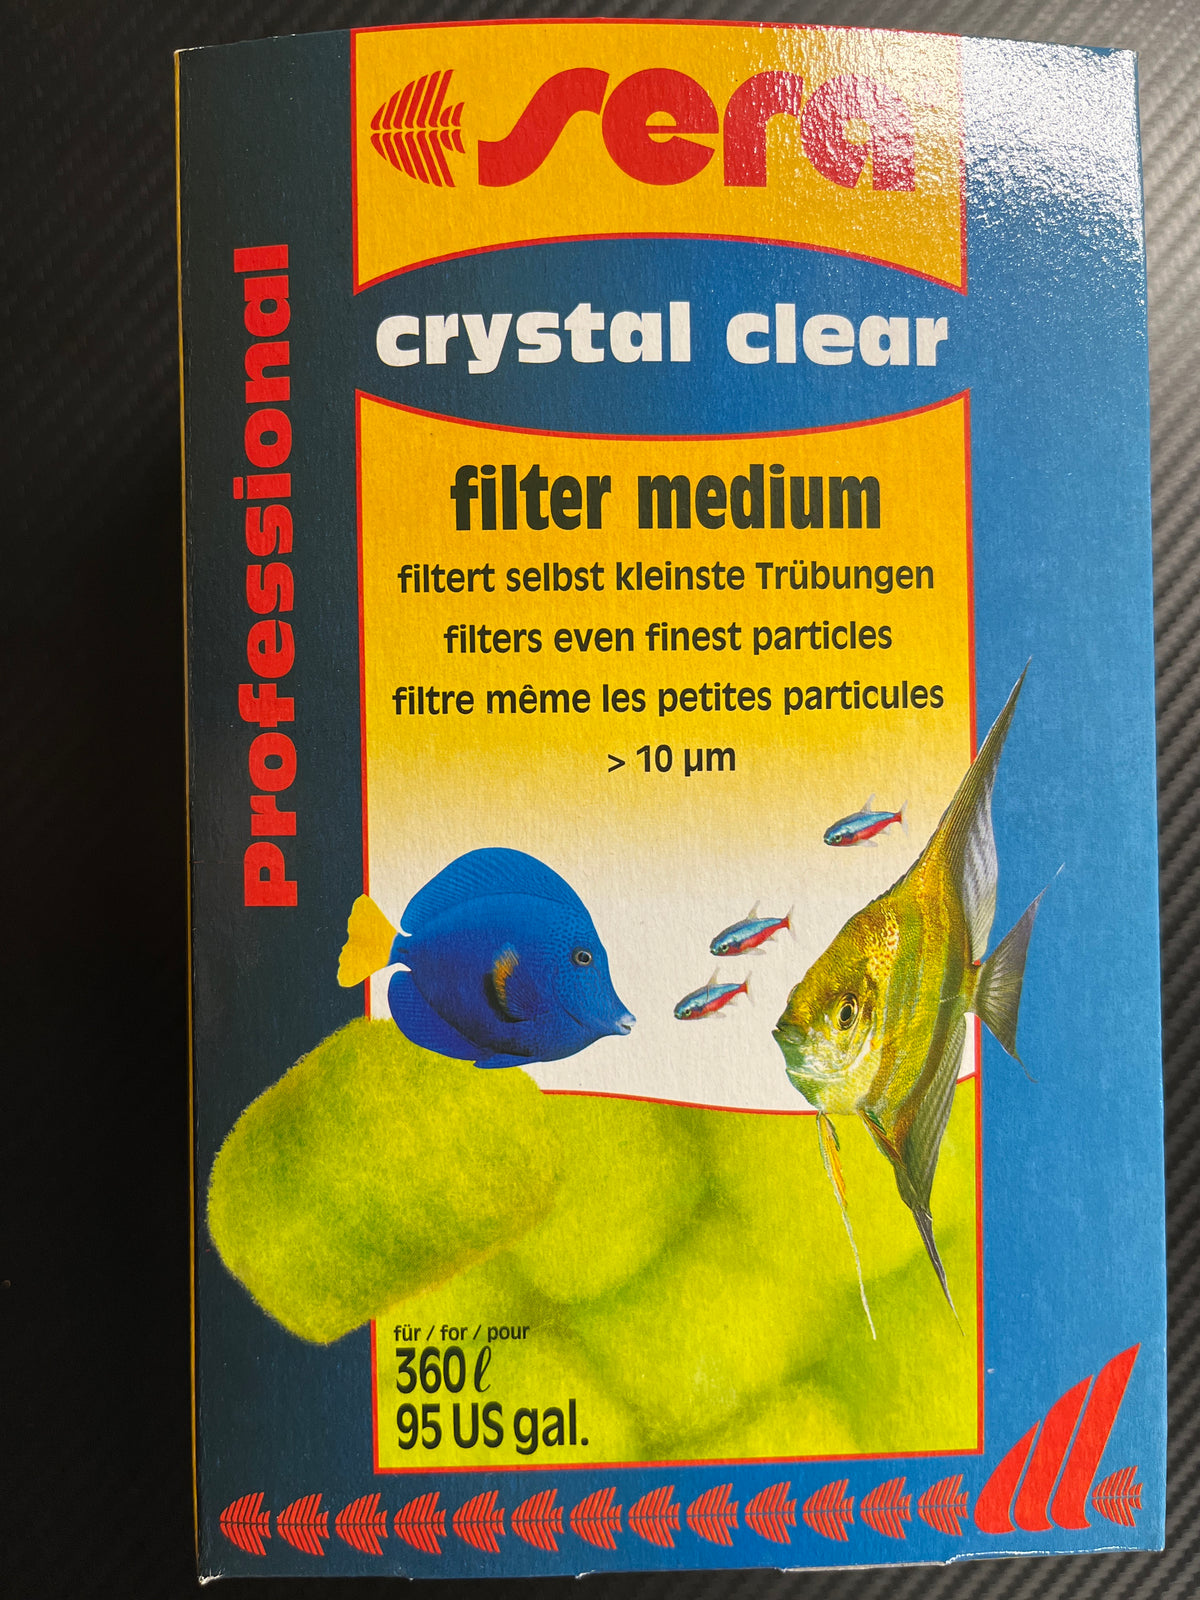 sera
Professional
crystal clear
filter medium
filtert selbst kleinste Trübungen
filters even finest particles
filtre même les petites particules
> 10 µm
für / for / pour
360 ℓ
95 US gal.